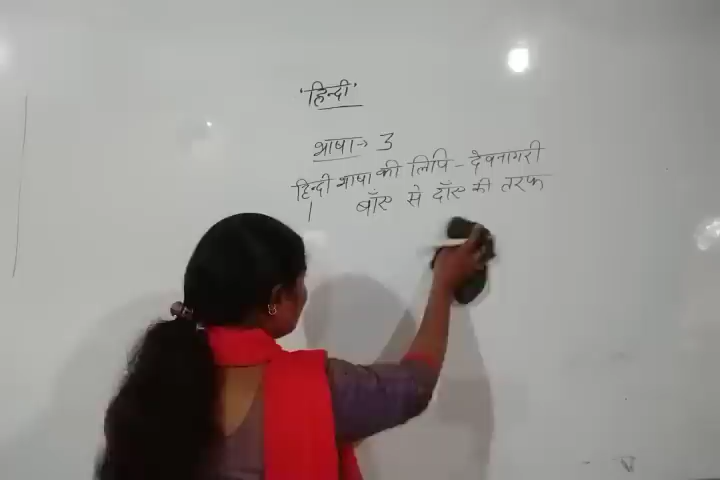 'हिन्दी'
भाषा → 3
हिन्दी भाषा की लिपि - देवनागरी
बाँए से दाँए की तरफ